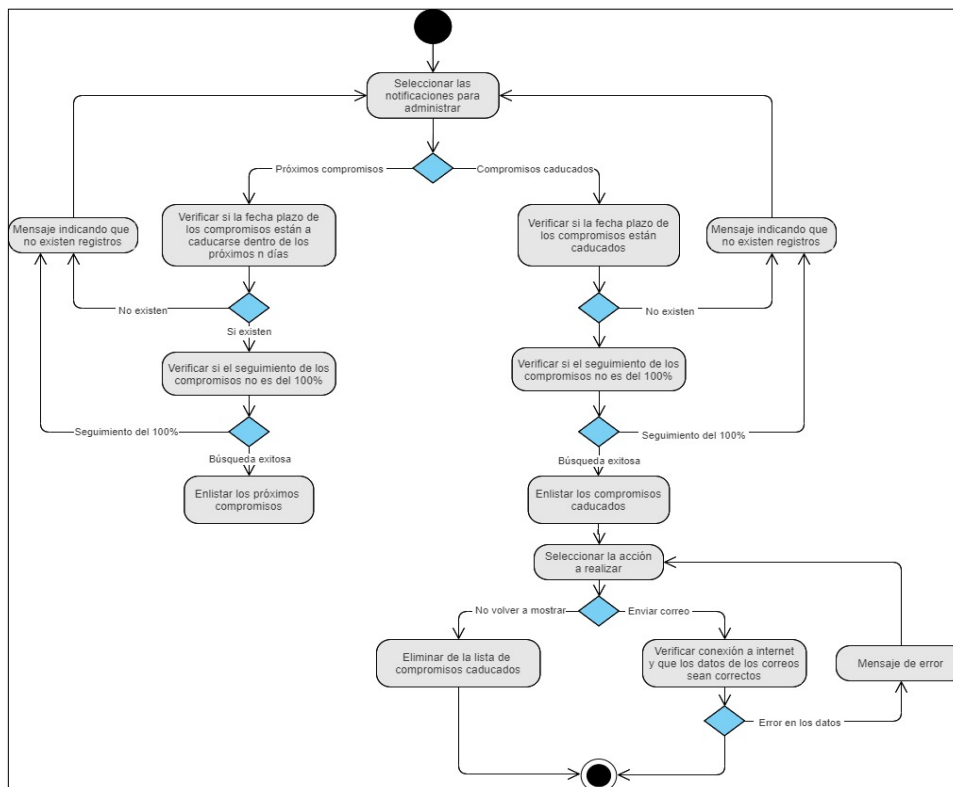 Seleccionar las
notificaciones para
administrar
Próximos compromisos
Compromisos caducados
Mensaje indicando que
no existen registros
Verificar si la fecha plazo de
los compromisos están a
caducarse dentro de los
próximos n días
Verificar si la fecha plazo de
los compromisos están
caducados
Mensaje indicando que
no existen registros
No existen
No existen
Si existen
Verificar si el seguimiento de los
compromisos no es del 100%
Verificar si el seguimiento de los
compromisos no es del 100%
Seguimiento del 100%
Seguimiento del 100%
Búsqueda exitosa
Búsqueda exitosa
Enlistar los próximos
compromisos
Enlistar los compromisos
caducados
Seleccionar la acción
a realizar
No volver a mostrar
Enviar correo
Eliminar de la lista de
compromisos caducados
Verificar conexión a internet
y que los datos de los correos
sean correctos
Mensaje de error
Error en los datos